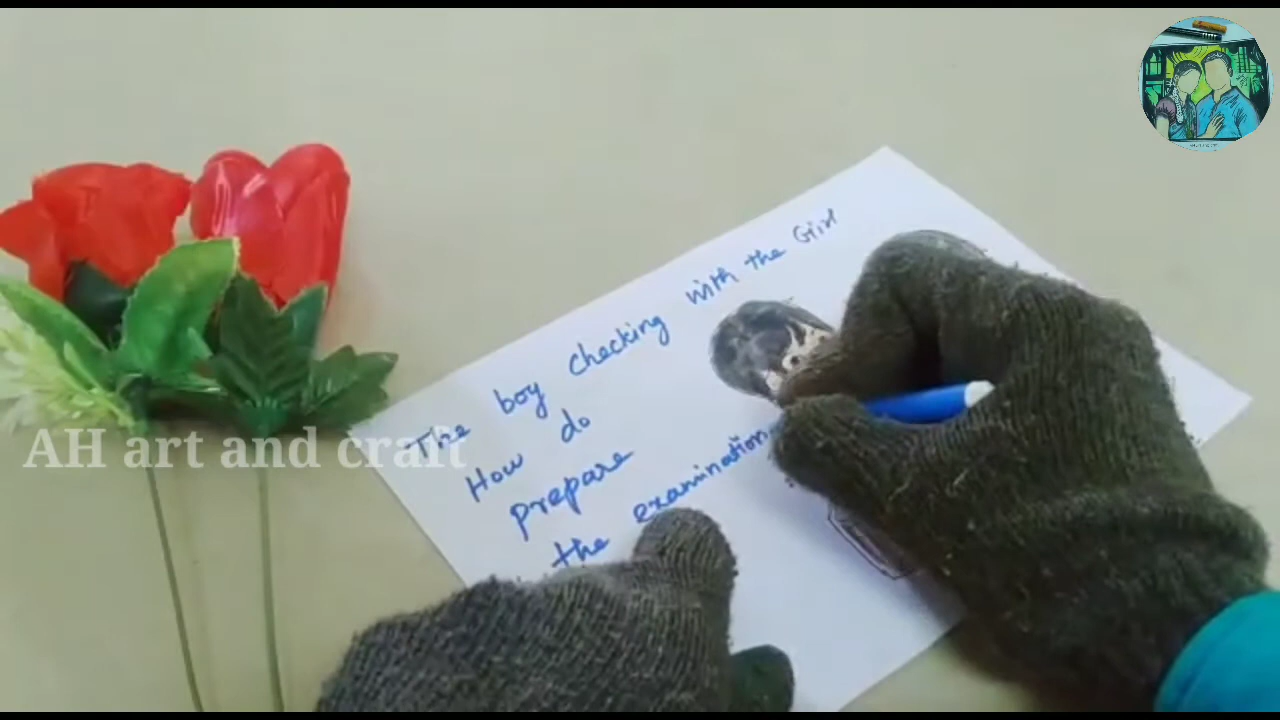 The boy checking with the Girl
How do
prepare
the examination
AH art and craft